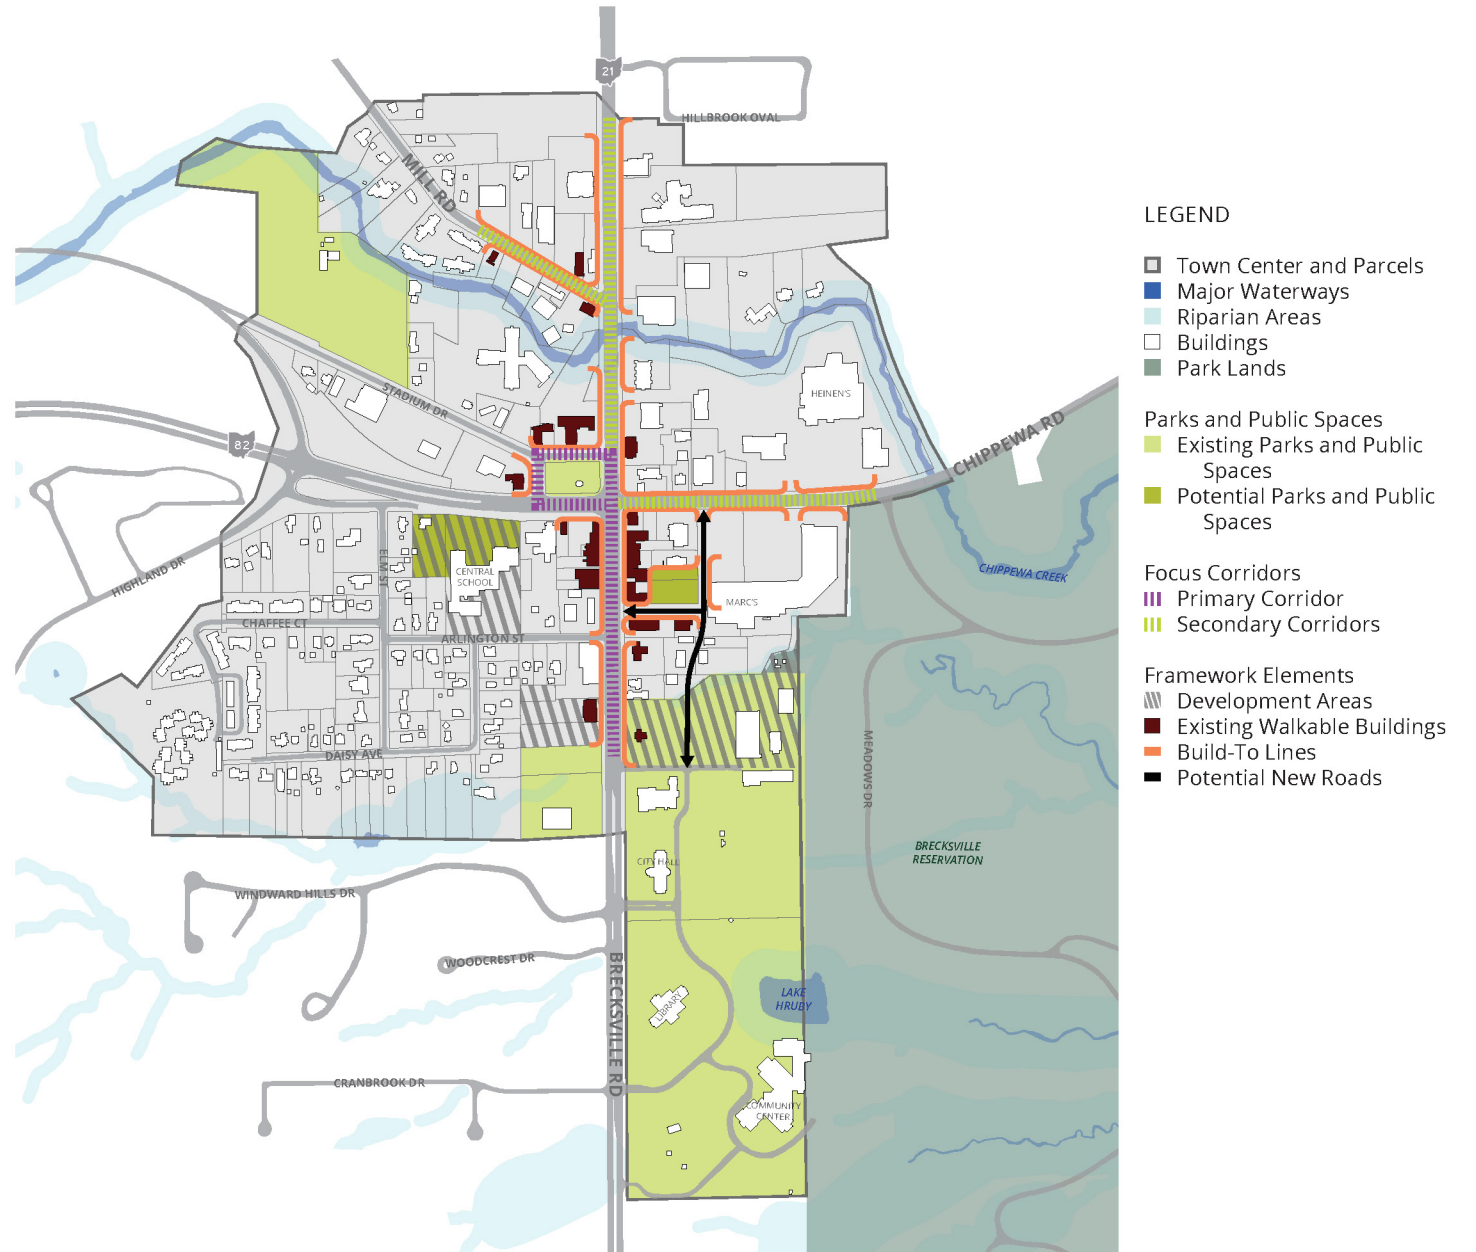 21
HILLBROOK OVAL
MILL RD
LEGEND
Town Center and Parcels
Major Waterways
Riparian Areas
Buildings
Park Lands
HEINEN'S
STADIUM DR
82
CHIPPEWA RD
Parks and Public Spaces
Existing Parks and Public
Spaces
Potential Parks and Public
Spaces
HIGHLAND DR
ELM ST
CENTRAL
SCHOOL
CHIPPEWA CREEK
Focus Corridors
Primary Corridor
Secondary Corridors
MARC'S
CHAFFEE CT
ARLINGTON ST
Framework Elements
Development Areas
Existing Walkable Buildings
Build-To Lines
Potential New Roads
DAISY AVE
MEADOWS DR
BRECKSVILLE
RESERVATION
CITY HALL
WINDWARD HILLS DR
WOODCREST DR
BRECKSVILLE RD
LIBRARY
LAKE
HRUBY
CRANBROOK DR
COMMUNITY
CENTER